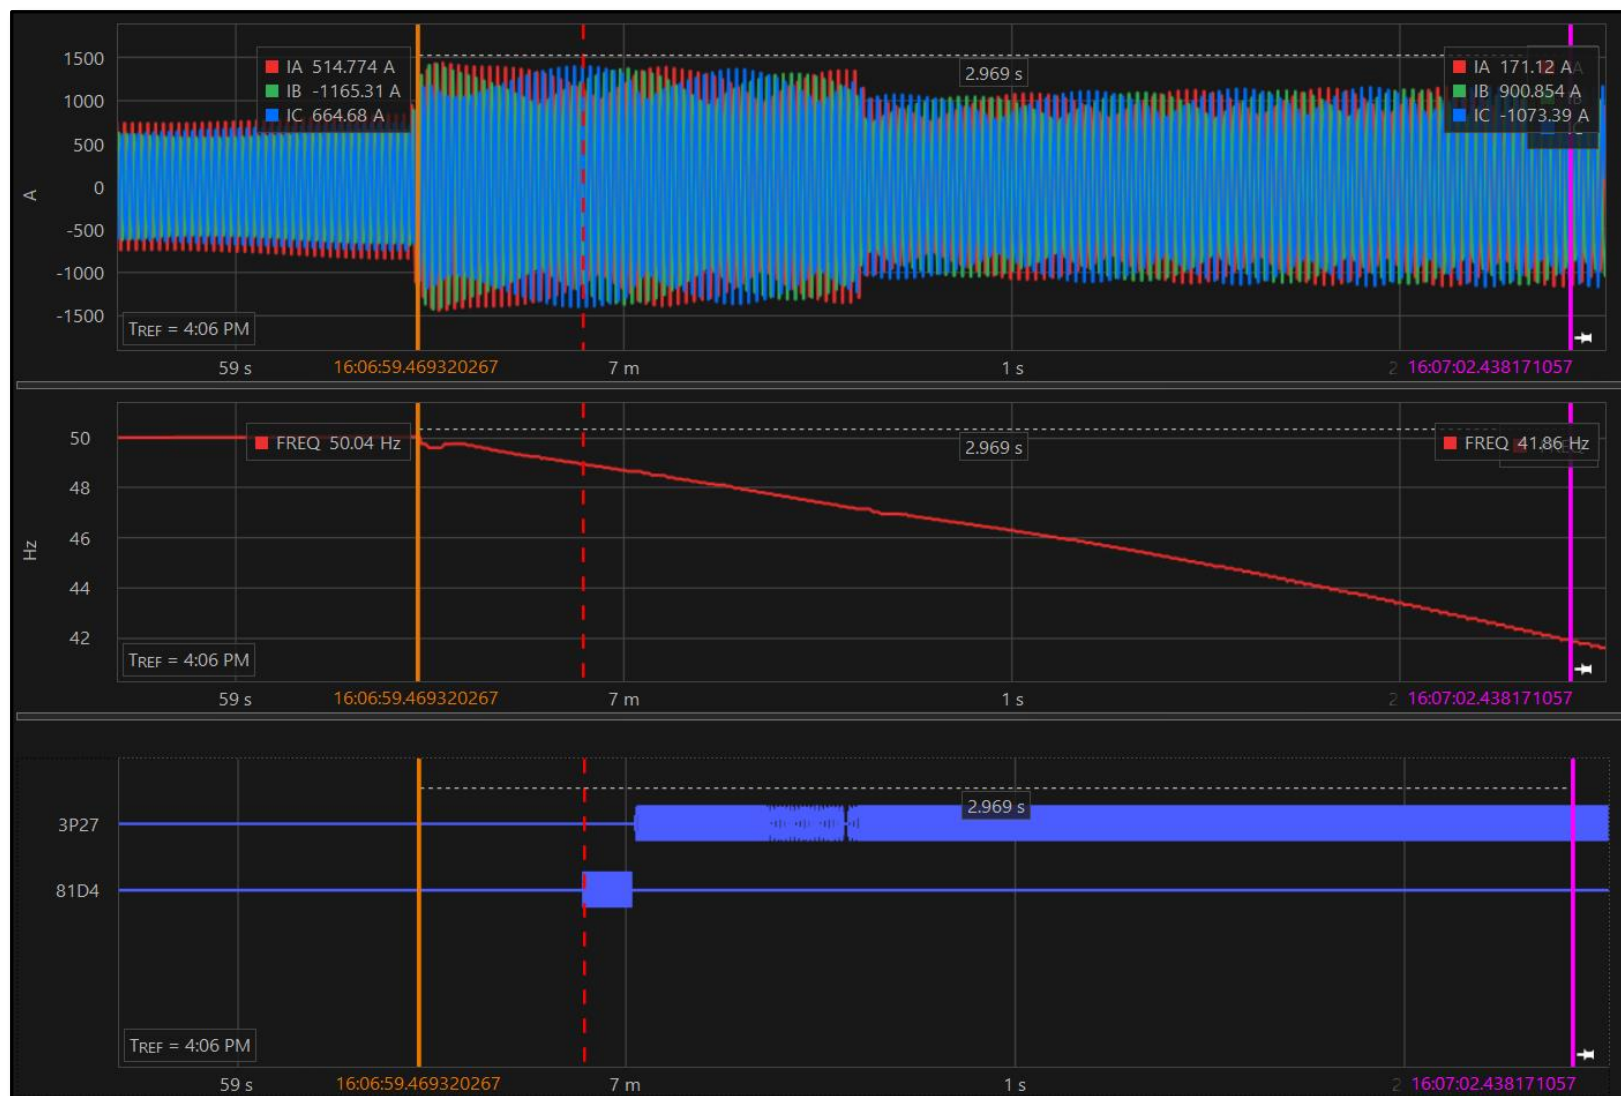 1500
1000
500
0
-500
-1000
-1500
A
IA 514.774 A
IB -1165.31 A
IC 664.68 A
2.969 s
IA 171.12 A
IB 900.854 A
IC -1073.39 A
TREF = 4:06 PM
59 s
16:06:59.469320267
7 m
1 s
2
16:07:02.438171057
50
48
46
44
42
Hz
FREQ 50.04 Hz
2.969 s
FREQ 41.86 Hz
TREF = 4:06 PM
59 s
16:06:59.469320267
7 m
1 s
2
16:07:02.438171057
3P27
81D4
2.969 s
TREF = 4:06 PM
59 s
16:06:59.469320267
7 m
1 s
2
16:07:02.438171057